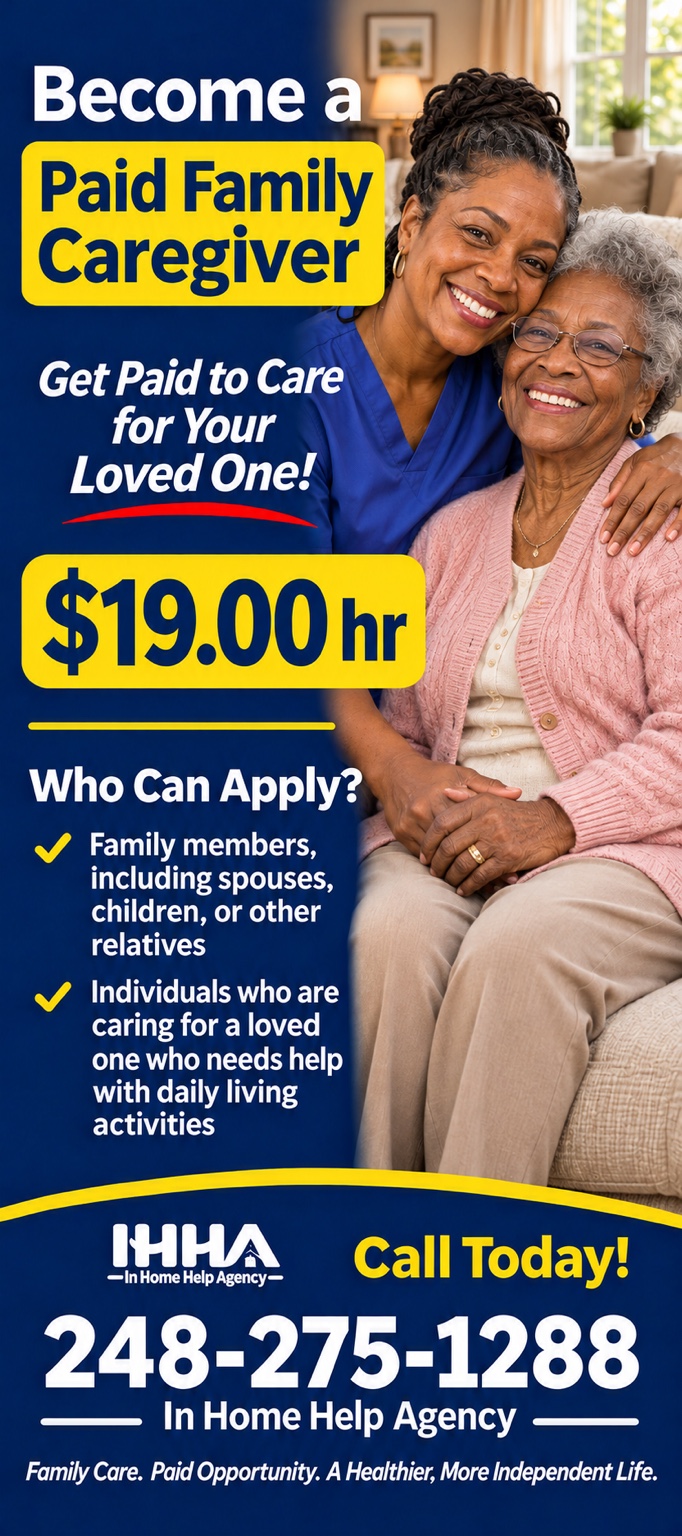 Become a
Paid Family
Caregiver
Get Paid to Care
for Your
Loved One!
$19.00 hr
Who Can Apply?
Family members,
including spouses,
children, or other
relatives
Individuals who are
caring for a loved
one who needs help
with daily living
activities
IHHA
In Home Help Agency
Call Today!
248-275-1288
In Home Help Agency
Family Care. Paid Opportunity. A Healthier, More Independent Life.